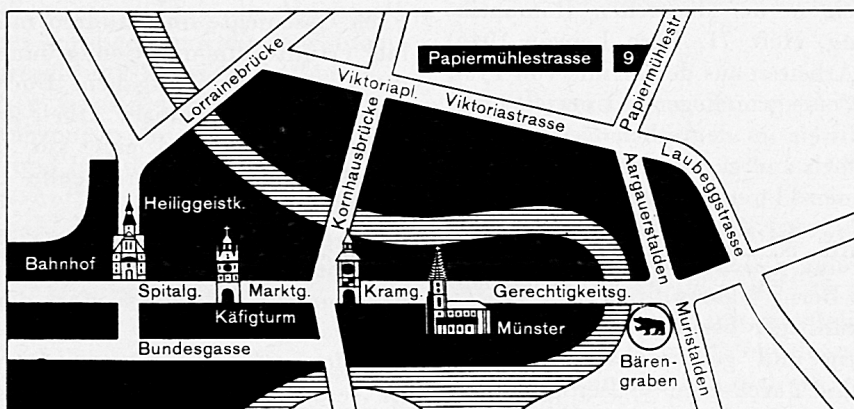 Lorrainebrücke
Viktoriapl.
Viktoriastrasse
Papiermühlestrasse 9
Papiermühlestr.
Kornhausbrücke
Aargauerstalden
Laubeggstrasse
Heiliggeistk.
Bahnhof
Spitalg.
Marktg.
Kramg.
Gerechtigkeitsg.
Käfigturm
Münster
Bundesgasse
Bären-
graben
Muristalden